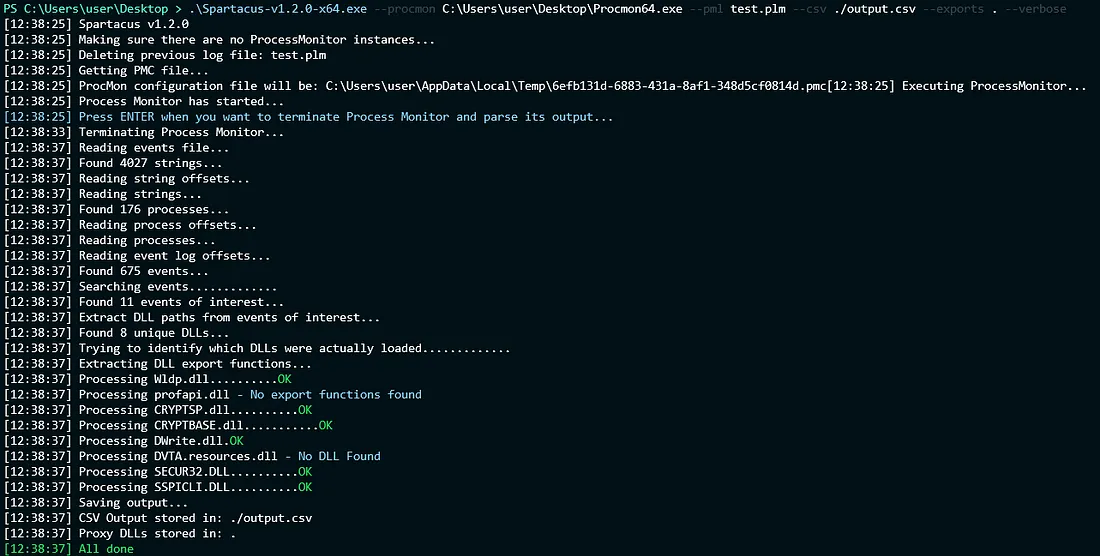 PS C:\Users\user\Desktop > .\Spartacus-v1.2.0-x64.exe --procmon C:\Users\user\Desktop\Procmon64.exe --pml test.plm --csv ./output.csv --exports . --verbose
[12:38:25] Spartacus v1.2.0
[12:38:25] Making sure there are no ProcessMonitor instances...
[12:38:25] Deleting previous log file: test.plm
[12:38:25] Getting PMC file...
[12:38:25] ProcMon configuration file will be: C:\Users\user\AppData\Local\Temp\6efb131d-6883-431a-8af1-348d5cf0814d.pmc[12:38:25] Executing ProcessMonitor...
[12:38:25] Process Monitor has started...
[12:38:25] Press ENTER when you want to terminate Process Monitor and parse its output...
[12:38:33] Terminating Process Monitor...
[12:38:37] Reading events file...
[12:38:37] Found 4027 strings...
[12:38:37] Reading string offsets...
[12:38:37] Reading strings...
[12:38:37] Found 176 processes...
[12:38:37] Reading process offsets...
[12:38:37] Reading processes...
[12:38:37] Reading event log offsets...
[12:38:37] Found 675 events...
[12:38:37] Searching events.............
[12:38:37] Found 11 events of interest...
[12:38:37] Extract DLL paths from events of interest...
[12:38:37] Found 8 unique DLLs...
[12:38:37] Trying to identify which DLLs were actually loaded.............
[12:38:37] Extracting DLL export functions...
[12:38:37] Processing Wldp.dll..........OK
[12:38:37] Processing profapi.dll - No export functions found
[12:38:37] Processing CRYPTSP.dll..........OK
[12:38:37] Processing CRYPTBASE.dll...........OK
[12:38:37] Processing DWrite.dll.OK
[12:38:37] Processing DVTA.resources.dll - No DLL Found
[12:38:37] Processing SECUR32.DLL..........OK
[12:38:37] Processing SSPICLI.DLL..........OK
[12:38:37] Saving output...
[12:38:37] CSV Output stored in: ./output.csv
[12:38:37] Proxy DLLs stored in: .
[12:38:37] All done